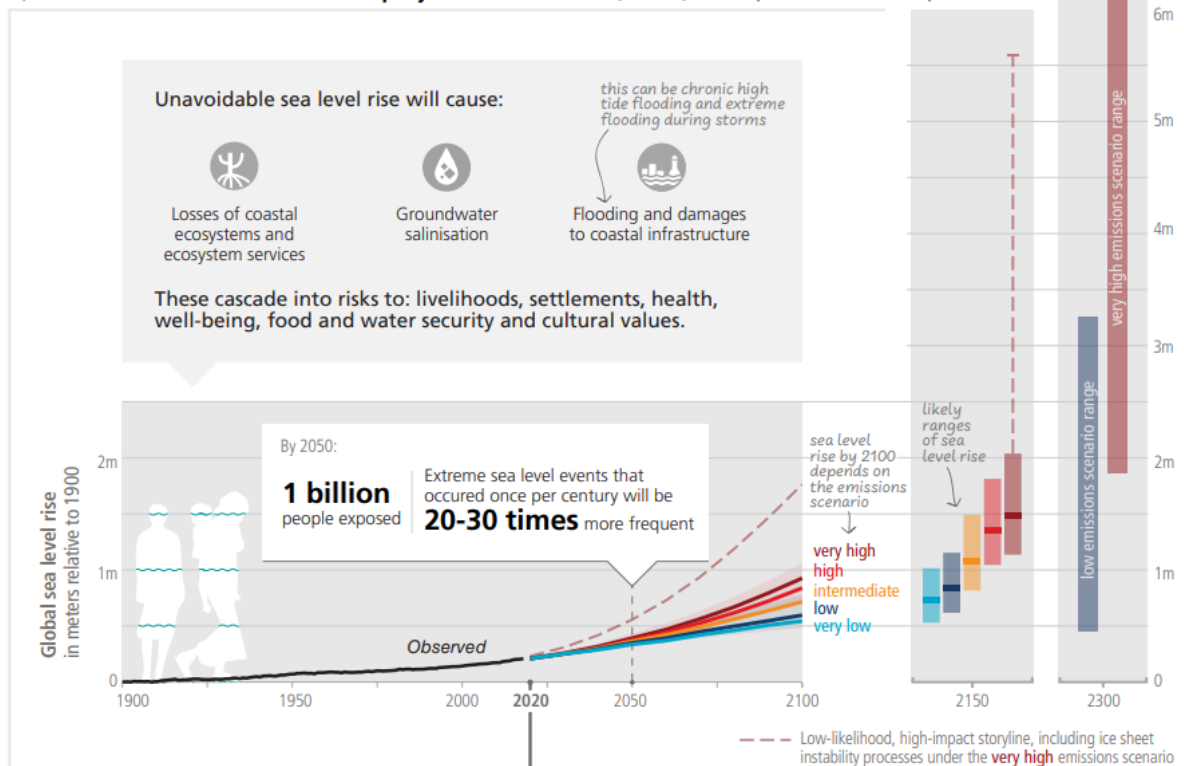 Unavoidable sea level rise will cause:
this can be chronic high
tide flooding and extreme
flooding during storms
Losses of coastal
ecosystems and
ecosystem services
Groundwater
salinisation
Flooding and damages
to coastal infrastructure
These cascade into risks to: livelihoods, settlements, health,
well-being, food and water security and cultural values.
Global sea level rise
in meters relative to 1900
2m
1m
0
By 2050:
1 billion
people exposed
Extreme sea level events that
occured once per century will be
20-30 times more frequent
Observed
1900
1950
2000
2020
2050
2100
sea level
rise by 2100
depends on
the emissions
scenario
very high
high
intermediate
low
very low
likely
ranges
of sea
level rise
2150
low emissions scenario range
very high emissions scenario range
2300
6m
5m
4m
3m
2m
1m
0
Low-likelihood, high-impact storyline, including ice sheet
instability processes under the very high emissions scenario